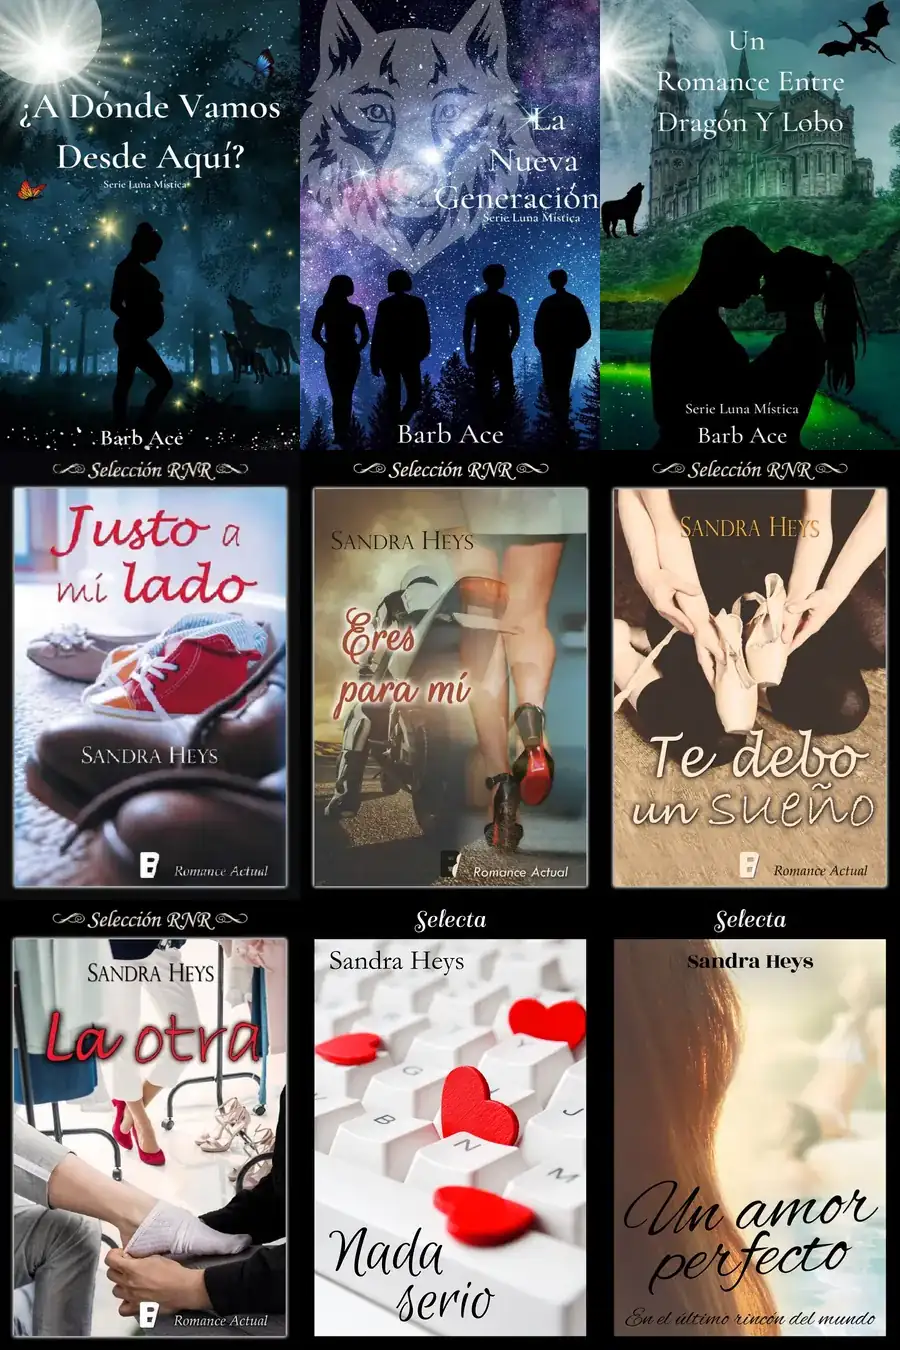 ¿A Dónde Vamos
Desde Aquí?
Serie Luna Mística
Barb Ace
La
Nueva
Generación
Serie Luna Mística
Barb Ace
Un
Romance Entre
Dragón Y Lobo
Serie Luna Mística
Barb Ace
Selección RNR
Justo a
mi lado
SANDRA HEYS
B
Romance Actual
Selección RNR
SANDRA HEYS
Eres
para mí
B
Romance Actual
Selección RNR
SANDRA HEYS
Te debo
un sueño
B
Romance Actual
Selección RNR
SANDRA HEYS
La otra
B
Romance Actual
Selecta
Sandra Heys
Y
G
J
B
N
M
Nada
serio
Selecta
Sandra Heys
Un amor
perfecto
En el último rincón del mundo